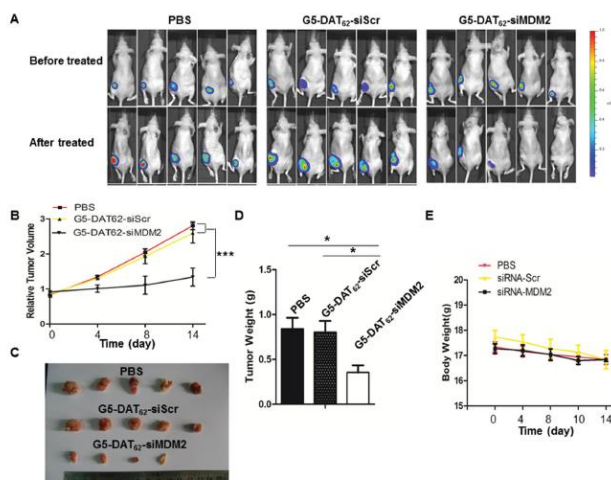 A
PBS
G5-DAT₆₂-siScr
G5-DAT₆₂-siMDM2
Before treated
After treated
B
PBS
G5-DAT62-siScr
G5-DAT62-siMDM2
***
Relative Tumor Volume
3
2
1
0
0 4 8 12 14
Time (day)
C
PBS
G5-DAT₆₂-siScr
G5-DAT₆₂-siMDM2
D
*
*
PBS
G5-DAT₆₂-siScr
G5-DAT₆₂-siMDM2
Tumor Weight (g)
1.5
1.0
0.5
0.0
E
PBS
siRNA-Scr
siRNA-MDM2
Body Weight(g)
20
19
18
17
16
15
0 4 8 10 14
Time (day)